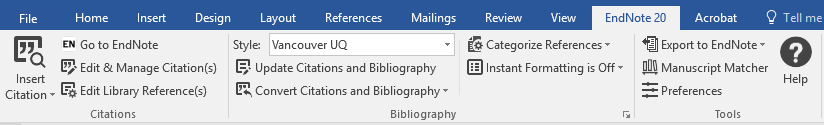 File Home Insert Design Layout References Mailings Review View EndNote 20 Acrobat Tell me
Insert Citation
EN Go to EndNote
Edit & Manage Citation(s)
Edit Library Reference(s)
Citations
Style: Vancouver UQ
Update Citations and Bibliography
Convert Citations and Bibliography
Categorize References
Instant Formatting is Off
Bibliography
Export to EndNote
Manuscript Matcher
Preferences
Help
Tools